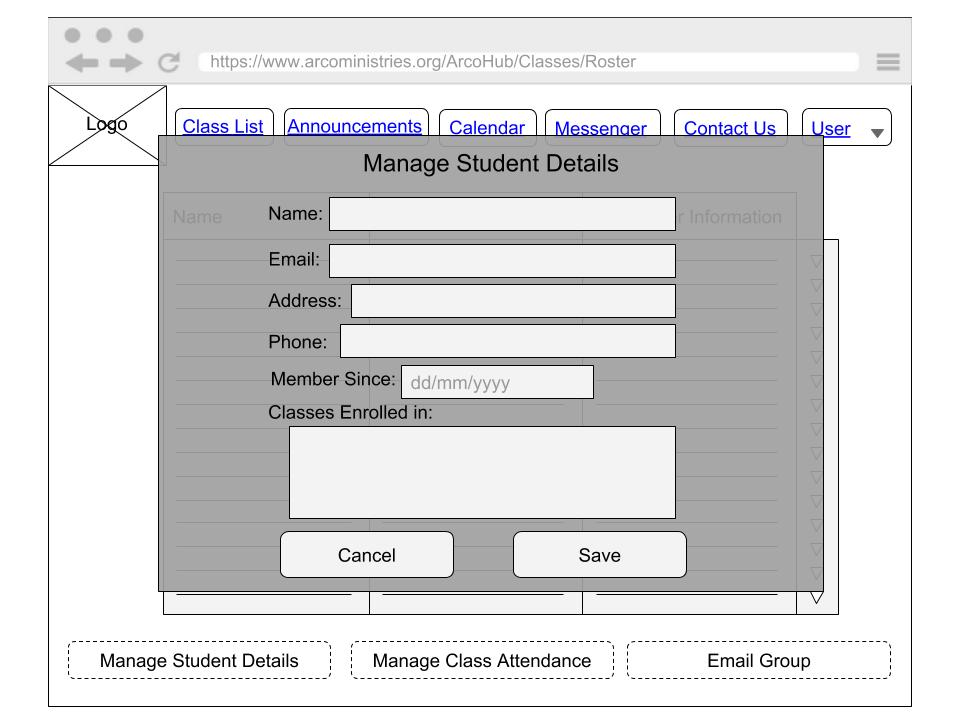 https://www.arcoministries.org/ArcoHub/Classes/Roster
Logo
Class List Announcements Calendar Messenger Contact Us User
Manage Student Details
Name Name: r Information
Email:
Address:
Phone:
Member Since: dd/mm/yyyy
Classes Enrolled in:
Cancel Save
Manage Student Details Manage Class Attendance Email Group